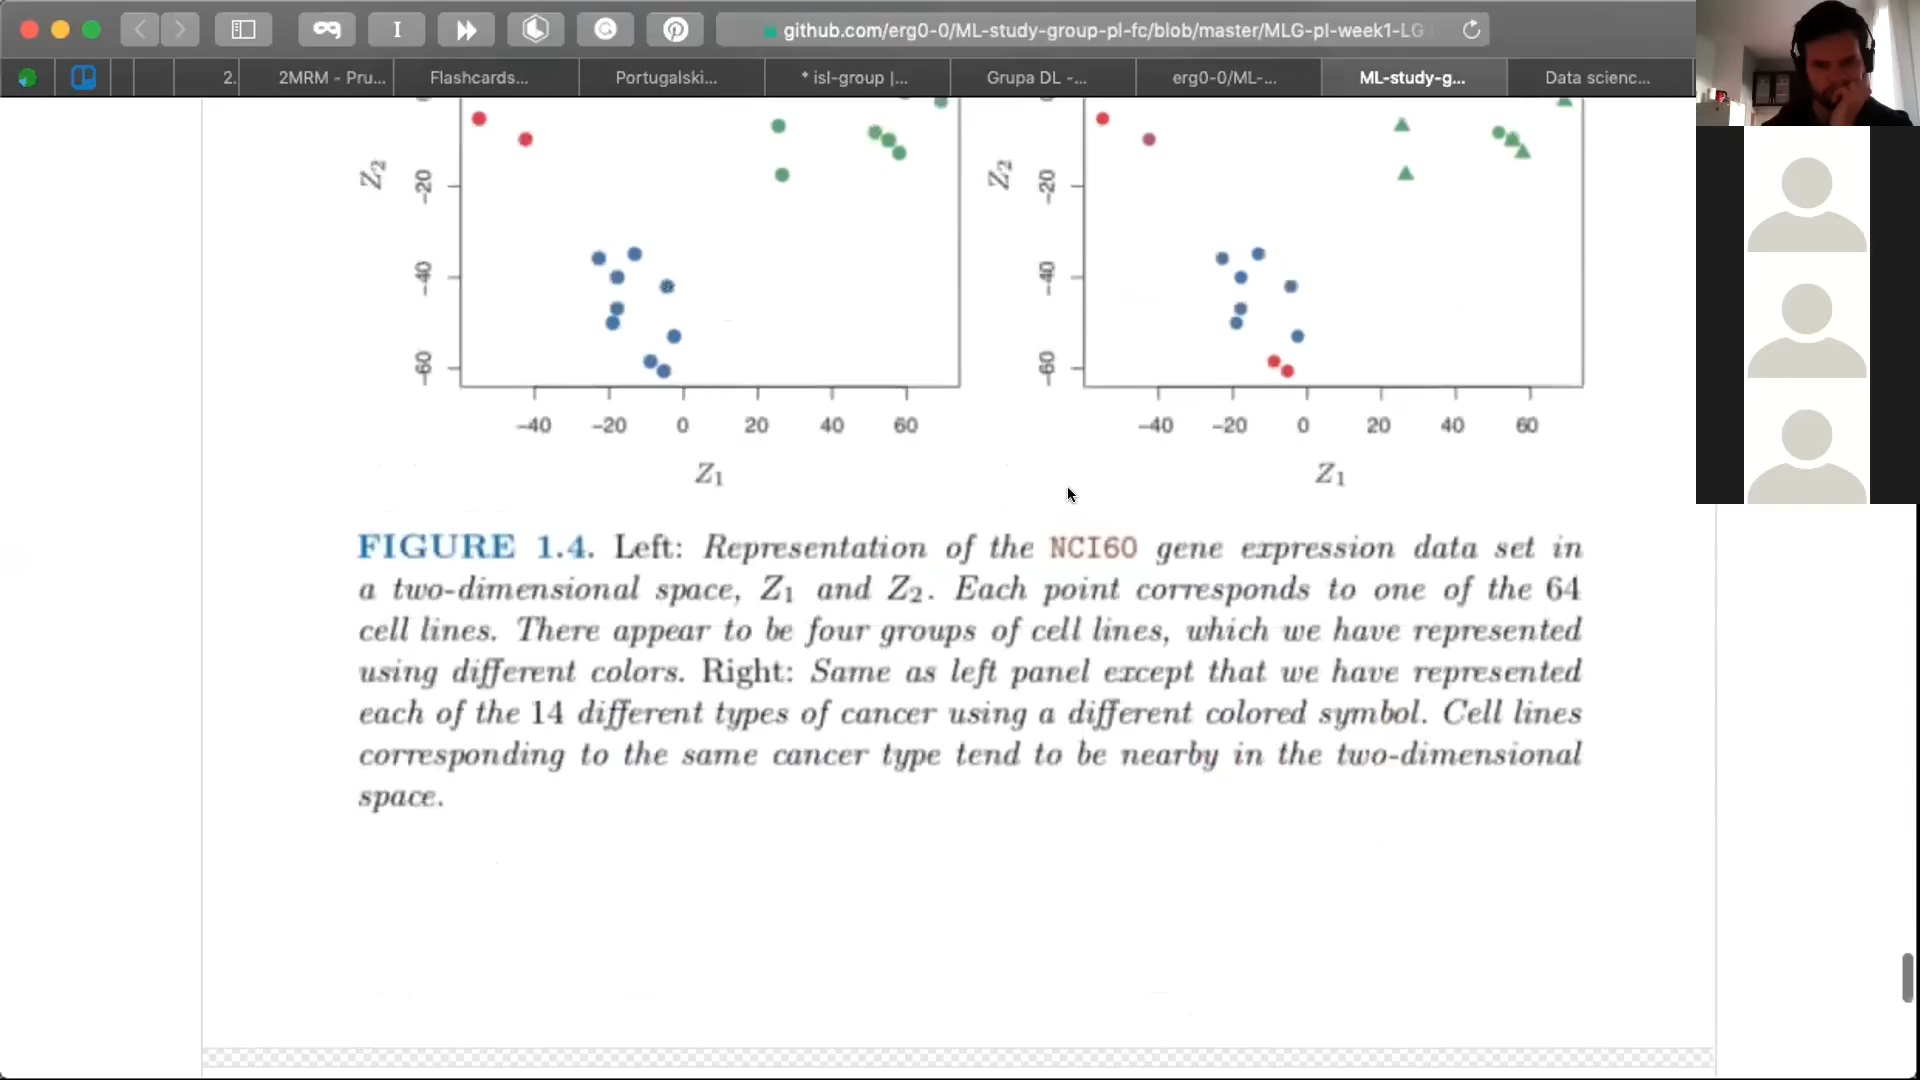 github.com/erg0-0/ML-study-group-pl-fc/blob/master/MLG-pl-week1-LG
2.
2MRM - Pru...
Flashcards...
Portugalski...
* isl-group |...
Grupa DL -...
erg0-0/ML-...
ML-study-g...
Data scienc...
Z2
-20
-40
-60
-40 -20 0 20 40 60
Z1
Z2
-20
-40
-60
-40 -20 0 20 40 60
Z1
FIGURE 1.4. Left: Representation of the NCI60 gene expression data set in
a two-dimensional space, Z1 and Z2. Each point corresponds to one of the 64
cell lines. There appear to be four groups of cell lines, which we have represented
using different colors. Right: Same as left panel except that we have represented
each of the 14 different types of cancer using a different colored symbol. Cell lines
corresponding to the same cancer type tend to be nearby in the two-dimensional
space.